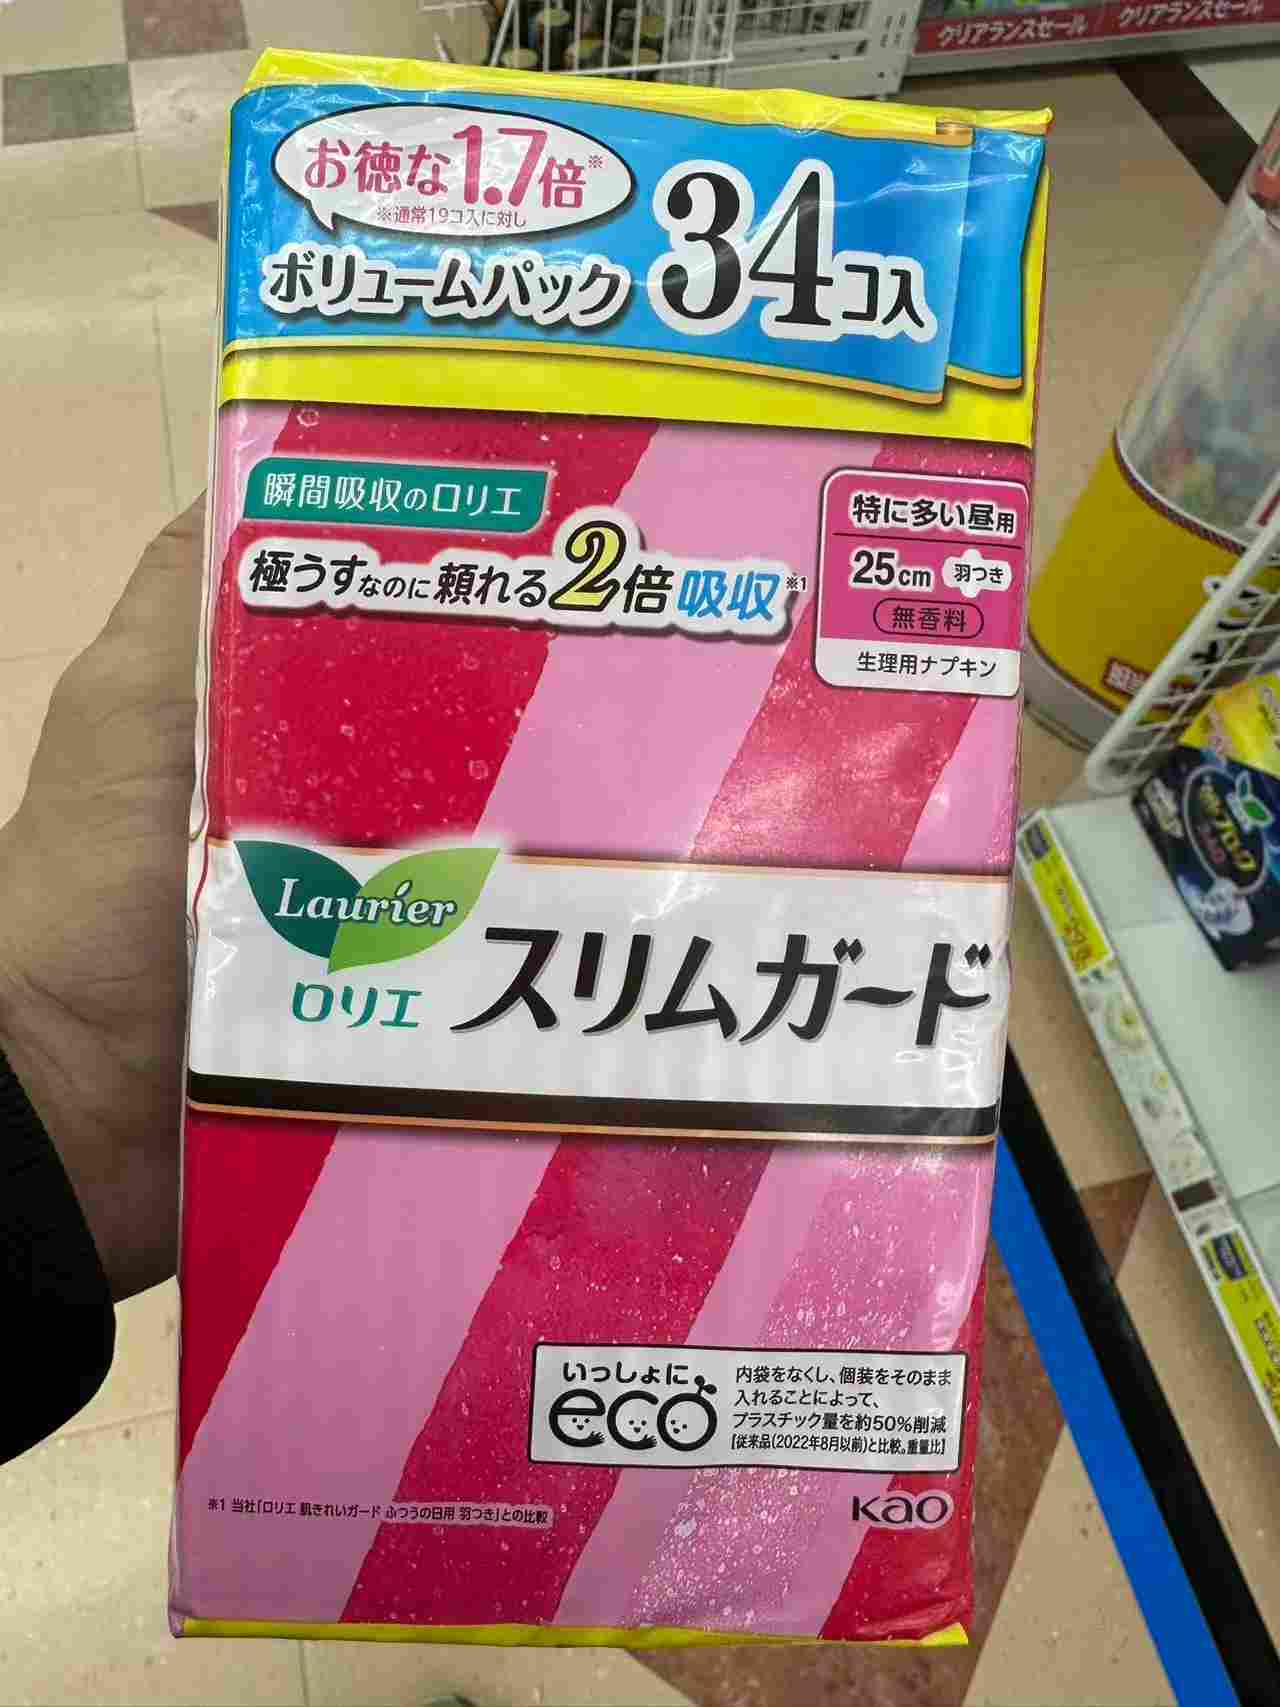 クリアランスセール
クリアランスセール
お徳な1.7倍※
※通常19コ入に対し
ボリュームパック 34コ入
瞬間吸収のロリエ
極うすなのに頼れる2倍吸収※1
特に多い昼用
25cm 羽つき
無香料
生理用ナプキン
Laurier
ロリエ スリムガード
いっしょに
eco
内袋をなくし、個装をそのまま
入れることによって、
プラスチック量を約50%削減
【従来品(2022年8月以前)と比較。重量比】
※1 当社「ロリエ 肌きれいガード ふつうの日用 羽つき」との比較
Kao